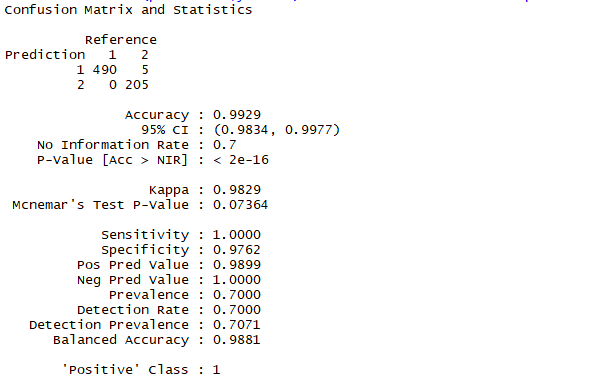 Confusion Matrix and Statistics
Reference
Prediction 1 2
1 490 5
2 0 205
Accuracy : 0.9929
95% CI : (0.9834, 0.9977)
No Information Rate : 0.7
P-Value [Acc > NIR] : < 2e-16
Kappa : 0.9829
Mcnemar's Test P-Value : 0.07364
Sensitivity : 1.0000
Specificity : 0.9762
Pos Pred Value : 0.9899
Neg Pred Value : 1.0000
Prevalence : 0.7000
Detection Rate : 0.7000
Detection Prevalence : 0.7071
Balanced Accuracy : 0.9881
'Positive' Class : 1